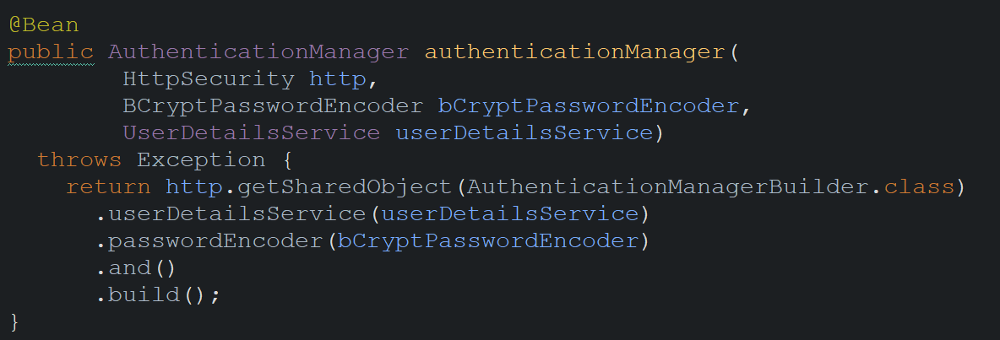 @Bean
public AuthenticationManager authenticationManager(
HttpSecurity http,
BCryptPasswordEncoder bCryptPasswordEncoder,
UserDetailsService userDetailsService)
throws Exception {
return http.getSharedObject(AuthenticationManagerBuilder.class)
.userDetailsService(userDetailsService)
.passwordEncoder(bCryptPasswordEncoder)
.and()
.build();
}